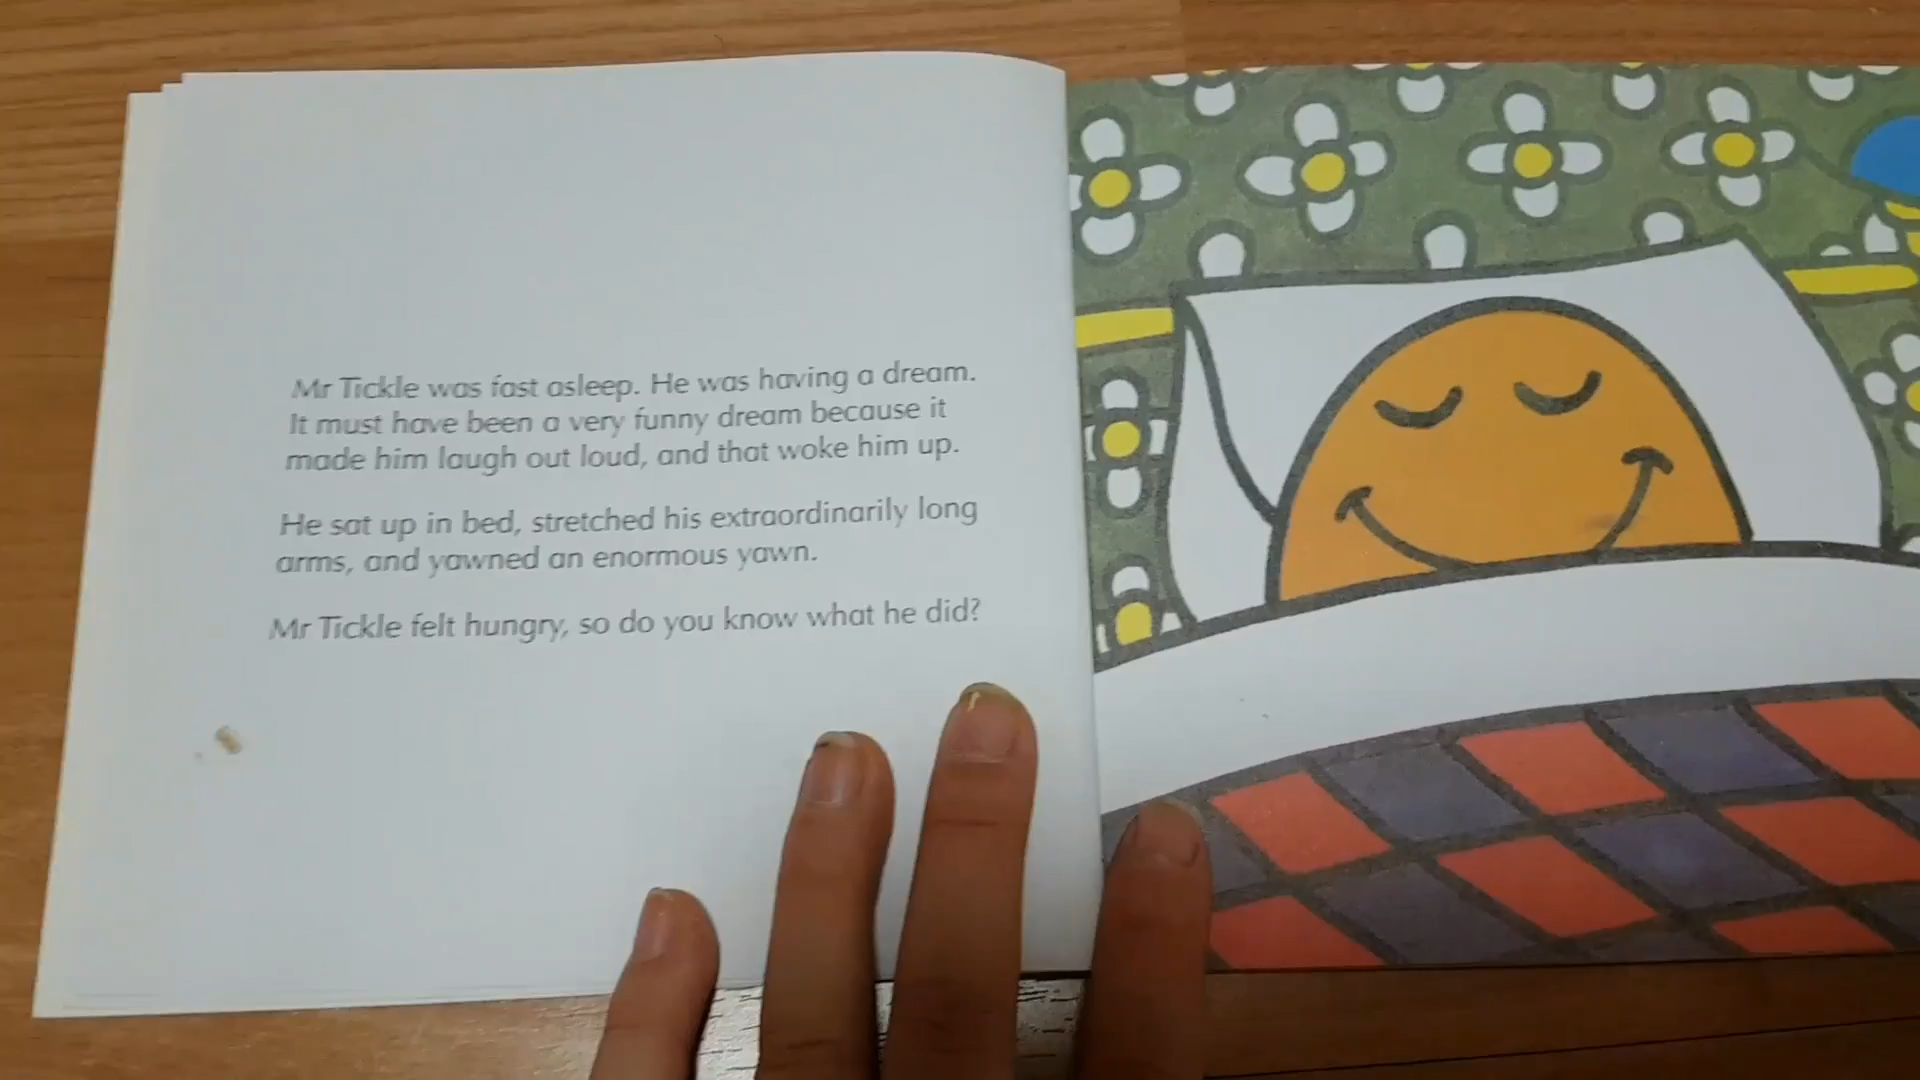 Mr Tickle was fast asleep. He was having a dream.
It must have been a very funny dream because it
made him laugh out loud, and that woke him up.
He sat up in bed, stretched his extraordinarily long
arms, and yawned an enormous yawn.
Mr Tickle felt hungry, so do you know what he did?